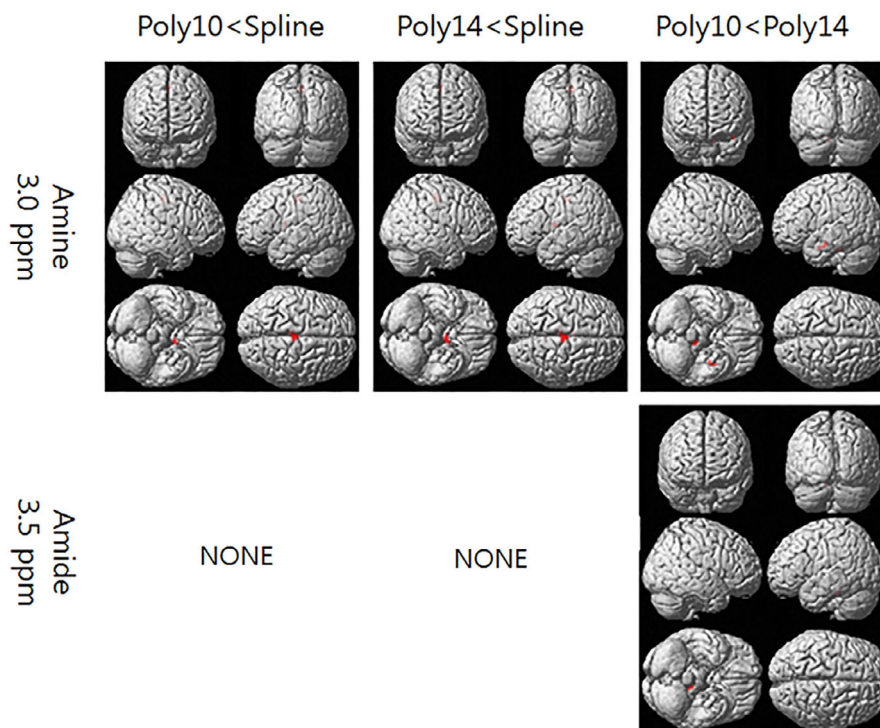 Poly10<Spline
Poly14<Spline
Poly10<Poly14
Amine
3.0 ppm
Amide
3.5 ppm
NONE
NONE